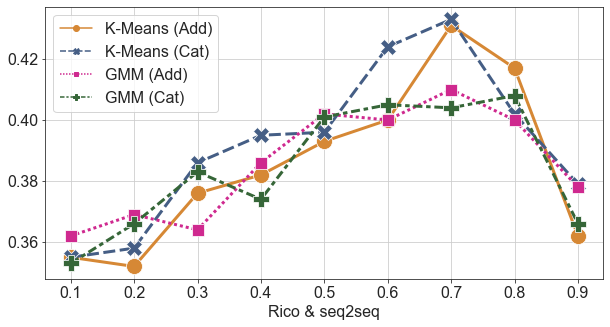 K-Means (Add)
K-Means (Cat)
GMM (Add)
GMM (Cat)
0.42
0.40
0.38
0.36
0.1 0.2 0.3 0.4 0.5 0.6 0.7 0.8 0.9
Rico & seq2seq